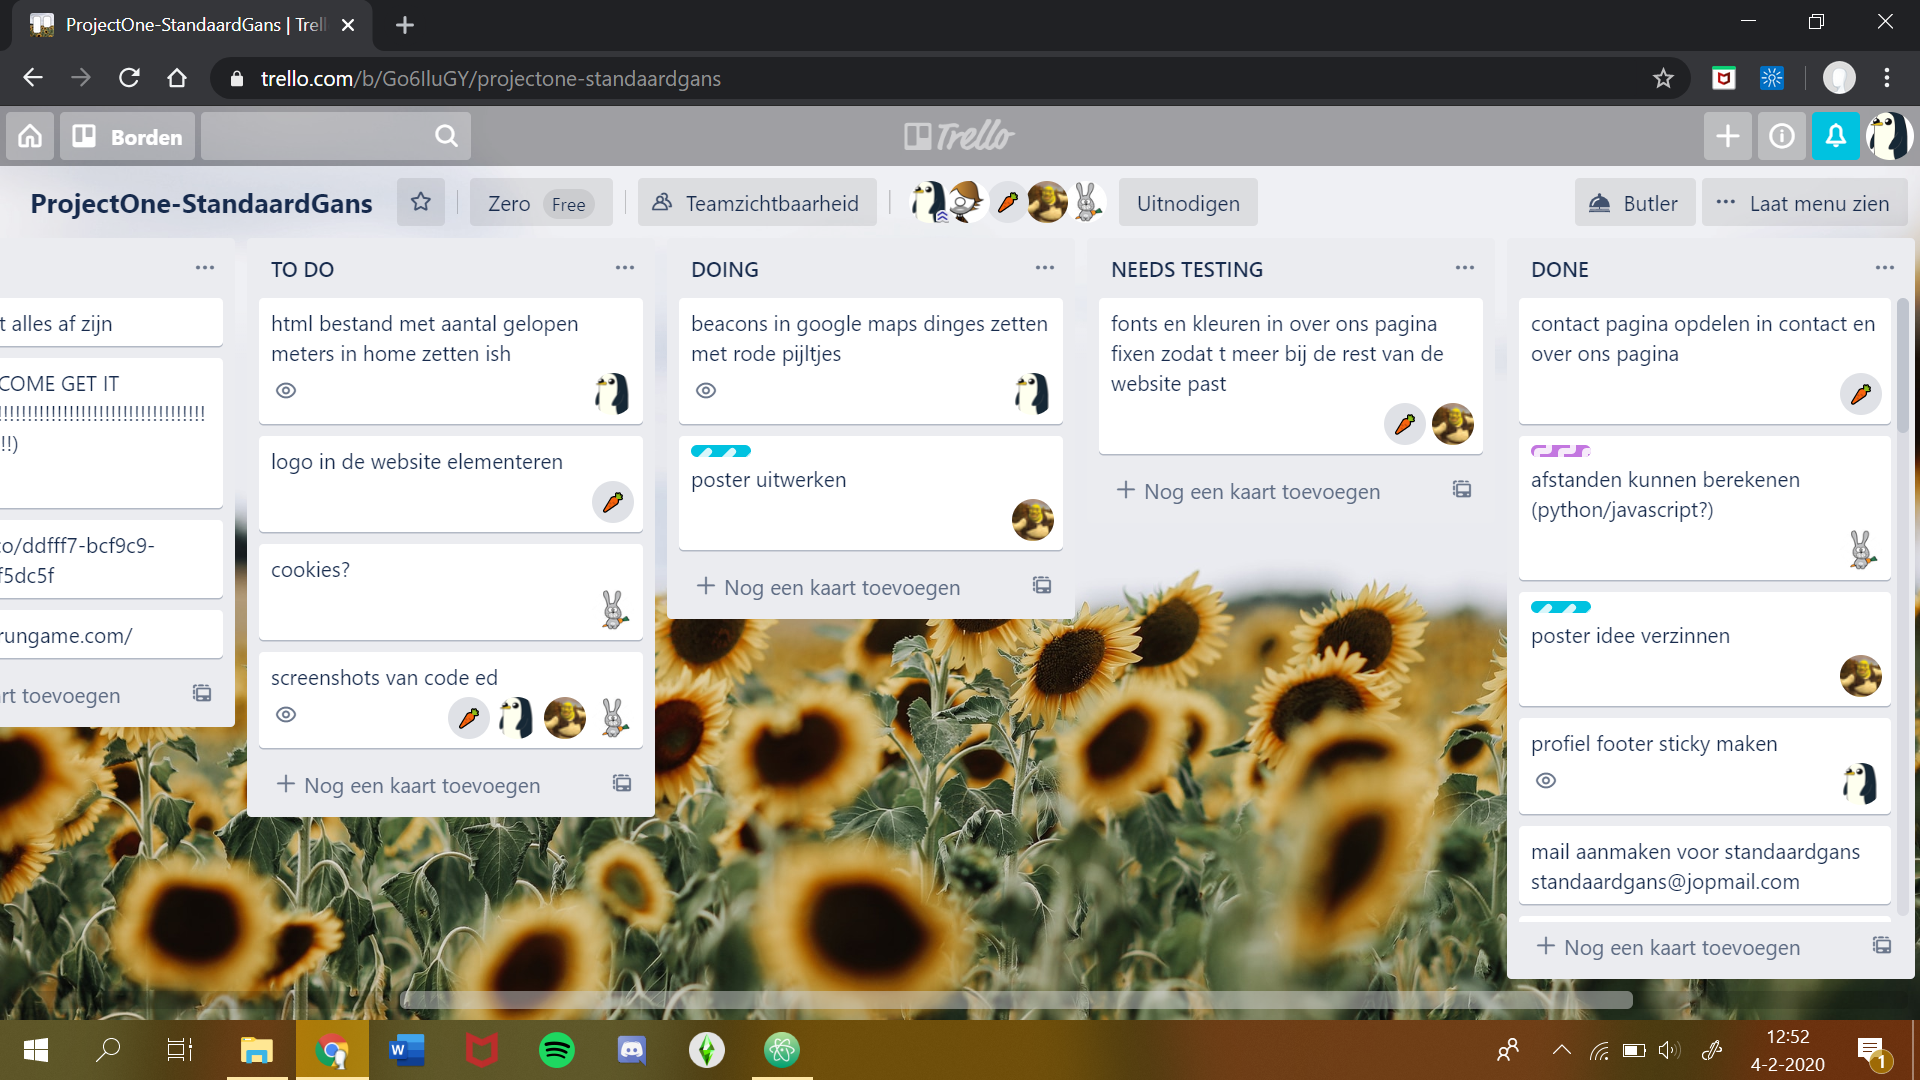 ProjectOne-StandaardGans | Trell
trello.com/b/Go6IluGY/projectone-standaardgans
Borden
Trello
ProjectOne-StandaardGans
Zero Free
Teamzichtbaarheid
Uitnodigen
Butler
Laat menu zien
t alles af zijn
COME GET IT
!!!!!!!!!!!!!!!!!!!!!!!!!!!!!!!!!!!
!!)
co/ddfff7-bcf9c9-
f5dc5f
rungame.com/
rt toevoegen
TO DO
html bestand met aantal gelopen
meters in home zetten ish
logo in de website elementeren
cookies?
screenshots van code ed
Nog een kaart toevoegen
DOING
beacons in google maps dinges zetten
met rode pijltjes
poster uitwerken
Nog een kaart toevoegen
NEEDS TESTING
fonts en kleuren in over ons pagina
fixen zodat t meer bij de rest van de
website past
Nog een kaart toevoegen
DONE
contact pagina opdelen in contact en
over ons pagina
afstanden kunnen berekenen
(python/javascript?)
poster idee verzinnen
profiel footer sticky maken
mail aanmaken voor standaardgans
standaardgans@jopmail.com
Nog een kaart toevoegen
12:52
4-2-2020
1